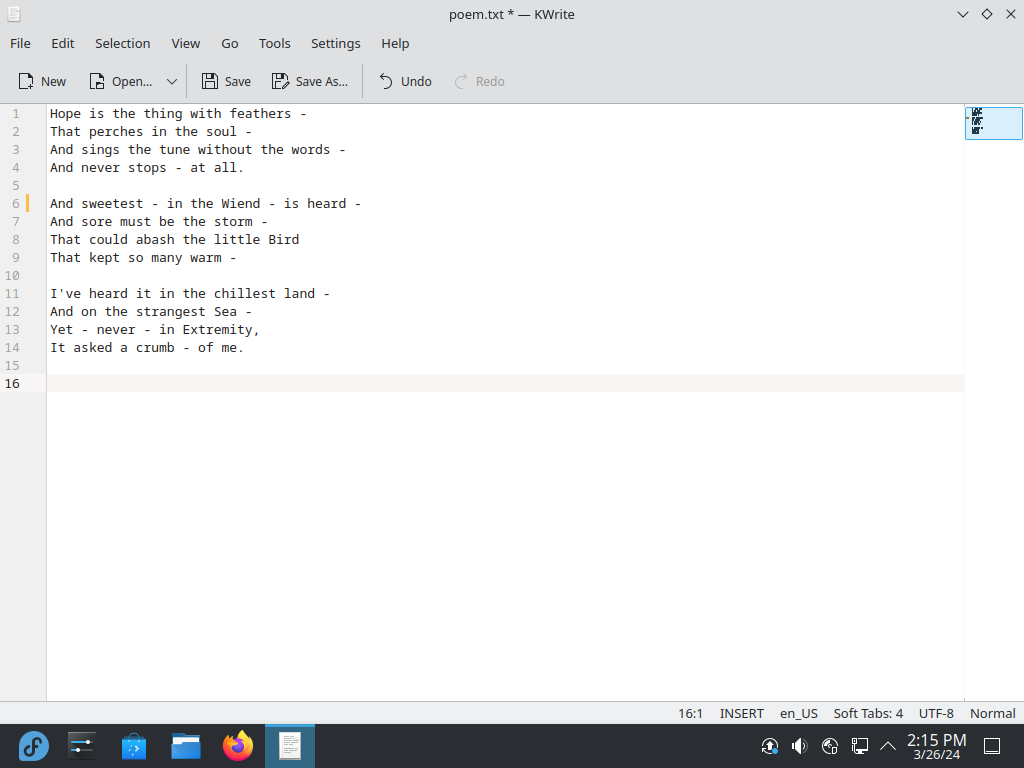 poem.txt * — KWrite
File Edit Selection View Go Tools Settings Help
New Open... Save Save As... Undo Redo
1 Hope is the thing with feathers -
2 That perches in the soul -
3 And sings the tune without the words -
4 And never stops - at all.
5
6 And sweetest - in the Wiend - is heard -
7 And sore must be the storm -
8 That could abash the little Bird
9 That kept so many warm -
10
11 I've heard it in the chillest land -
12 And on the strangest Sea -
13 Yet - never - in Extremity,
14 It asked a crumb - of me.
15
16
16:1 INSERT en_US Soft Tabs: 4 UTF-8 Normal
2:15 PM
3/26/24